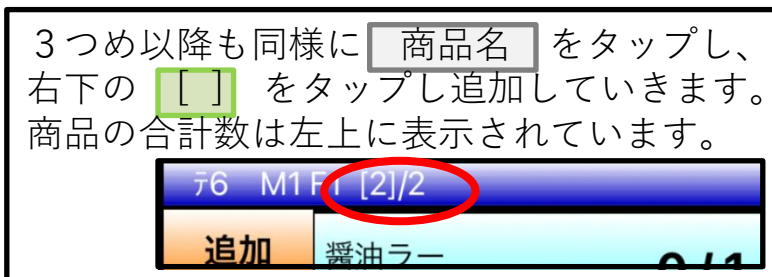 ３つめ以降も同様に 商品名 をタップし、
右下の [ ] をタップし追加していきます。
商品の合計数は左上に表示されています。
ﾃ6 M1 F1 [2]/2
追加 醤油ラー